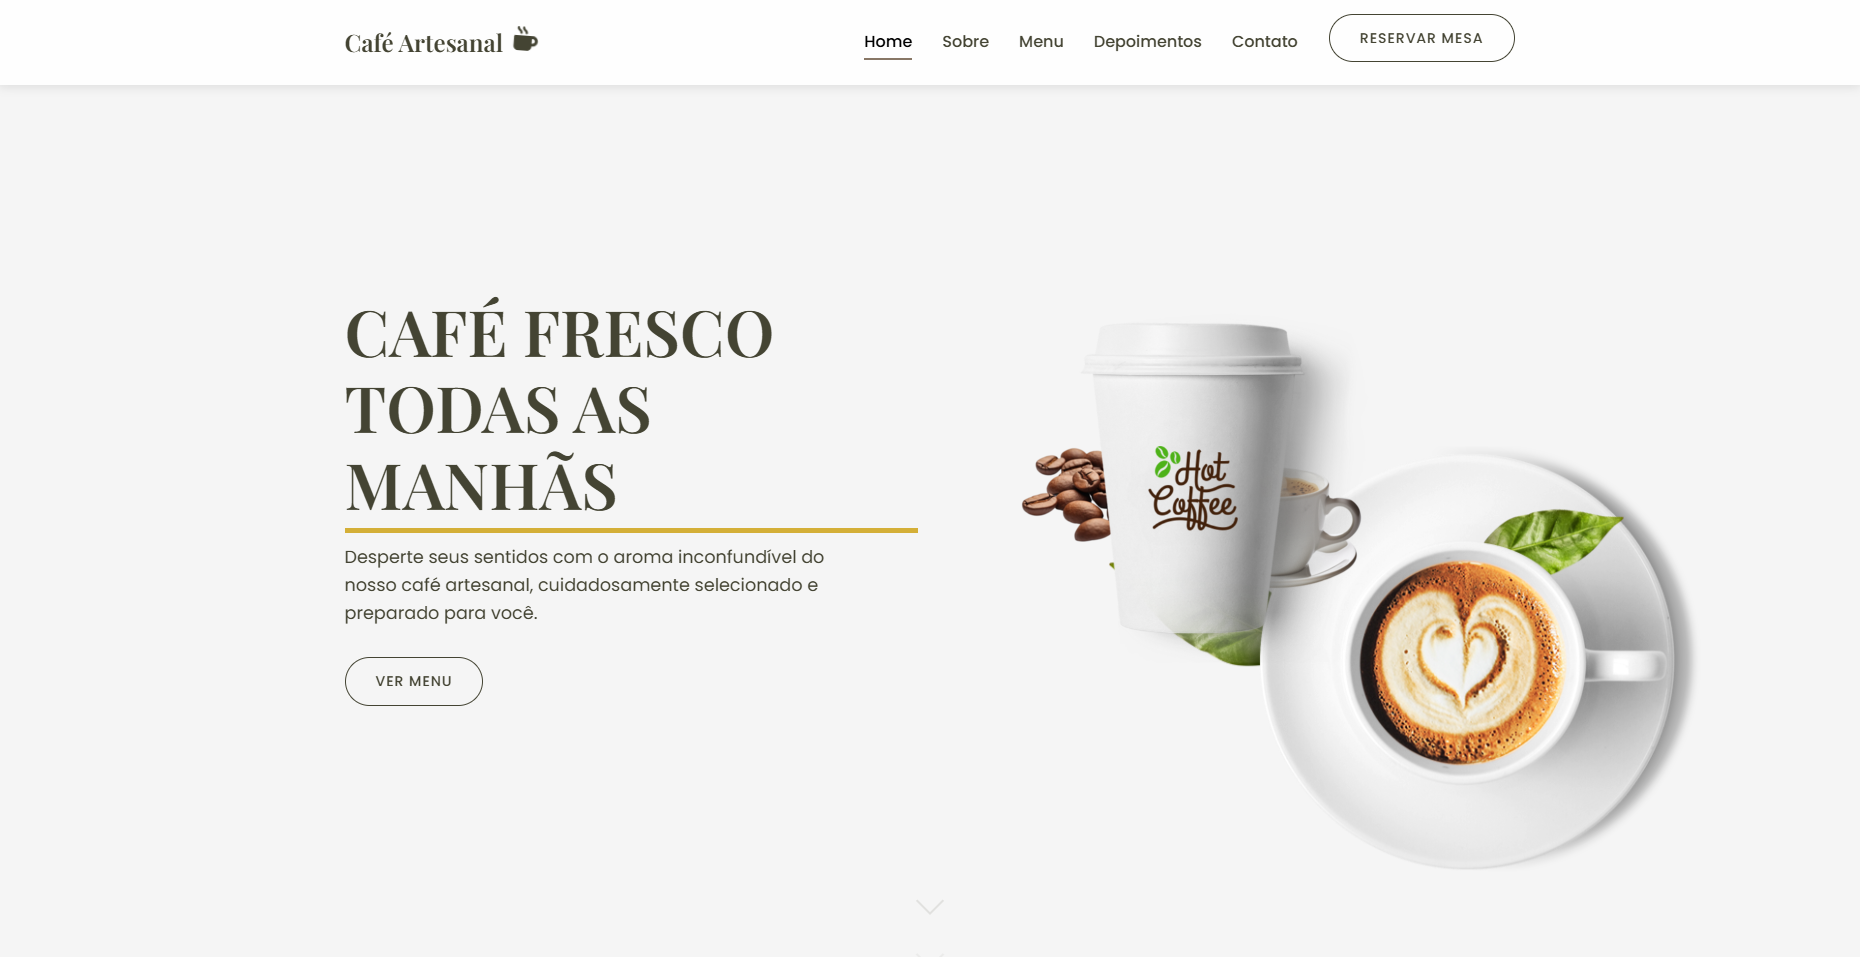 Café Artesanal
Home
Sobre
Menu
Depoimentos
Contato
RESERVAR MESA
CAFÉ FRESCO
TODAS AS
MANHÃS
Desperte seus sentidos com o aroma inconfundível do
nosso café artesanal, cuidadosamente selecionado e
preparado para você.
VER MENU
Hot
Coffee